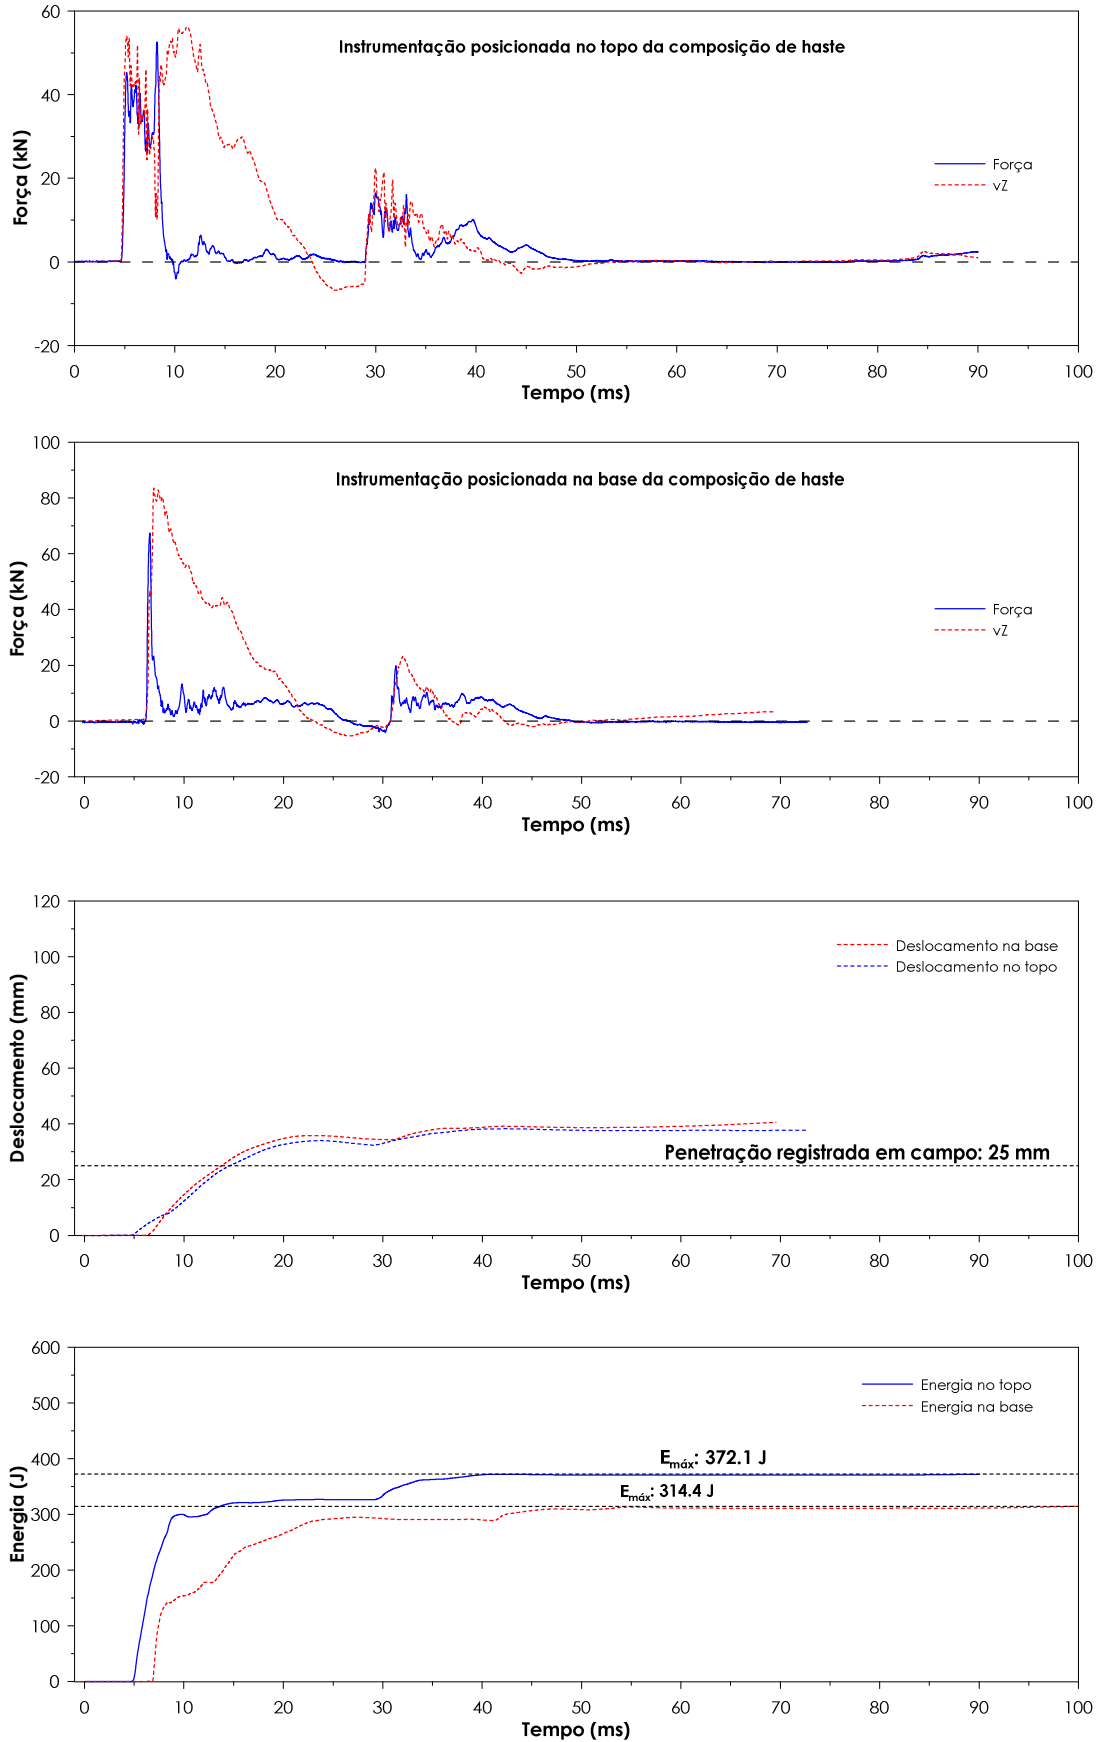 60
Instrumentação posicionada no topo da composição de haste
40
Força (kN)
Força
vZ
20
0
-20
0 10 20 30 40 50 60 70 80 90 100
Tempo (ms)
100
Instrumentação posicionada na base da composição de haste
80
60
Força (kN)
Força
vZ
40
20
0
-20
0 10 20 30 40 50 60 70 80 90 100
Tempo (ms)
120
Deslocamento na base
Deslocamento no topo
100
80
Deslocamento (mm)
60
40
Penetração registrada em campo: 25 mm
20
0
0 10 20 30 40 50 60 70 80 90 100
Tempo (ms)
600
Energia no topo
Energia na base
500
400
Emáx: 372.1 J
Emáx: 314.4 J
Energia (J)
300
200
100
0
0 10 20 30 40 50 60 70 80 90 100
Tempo (ms)